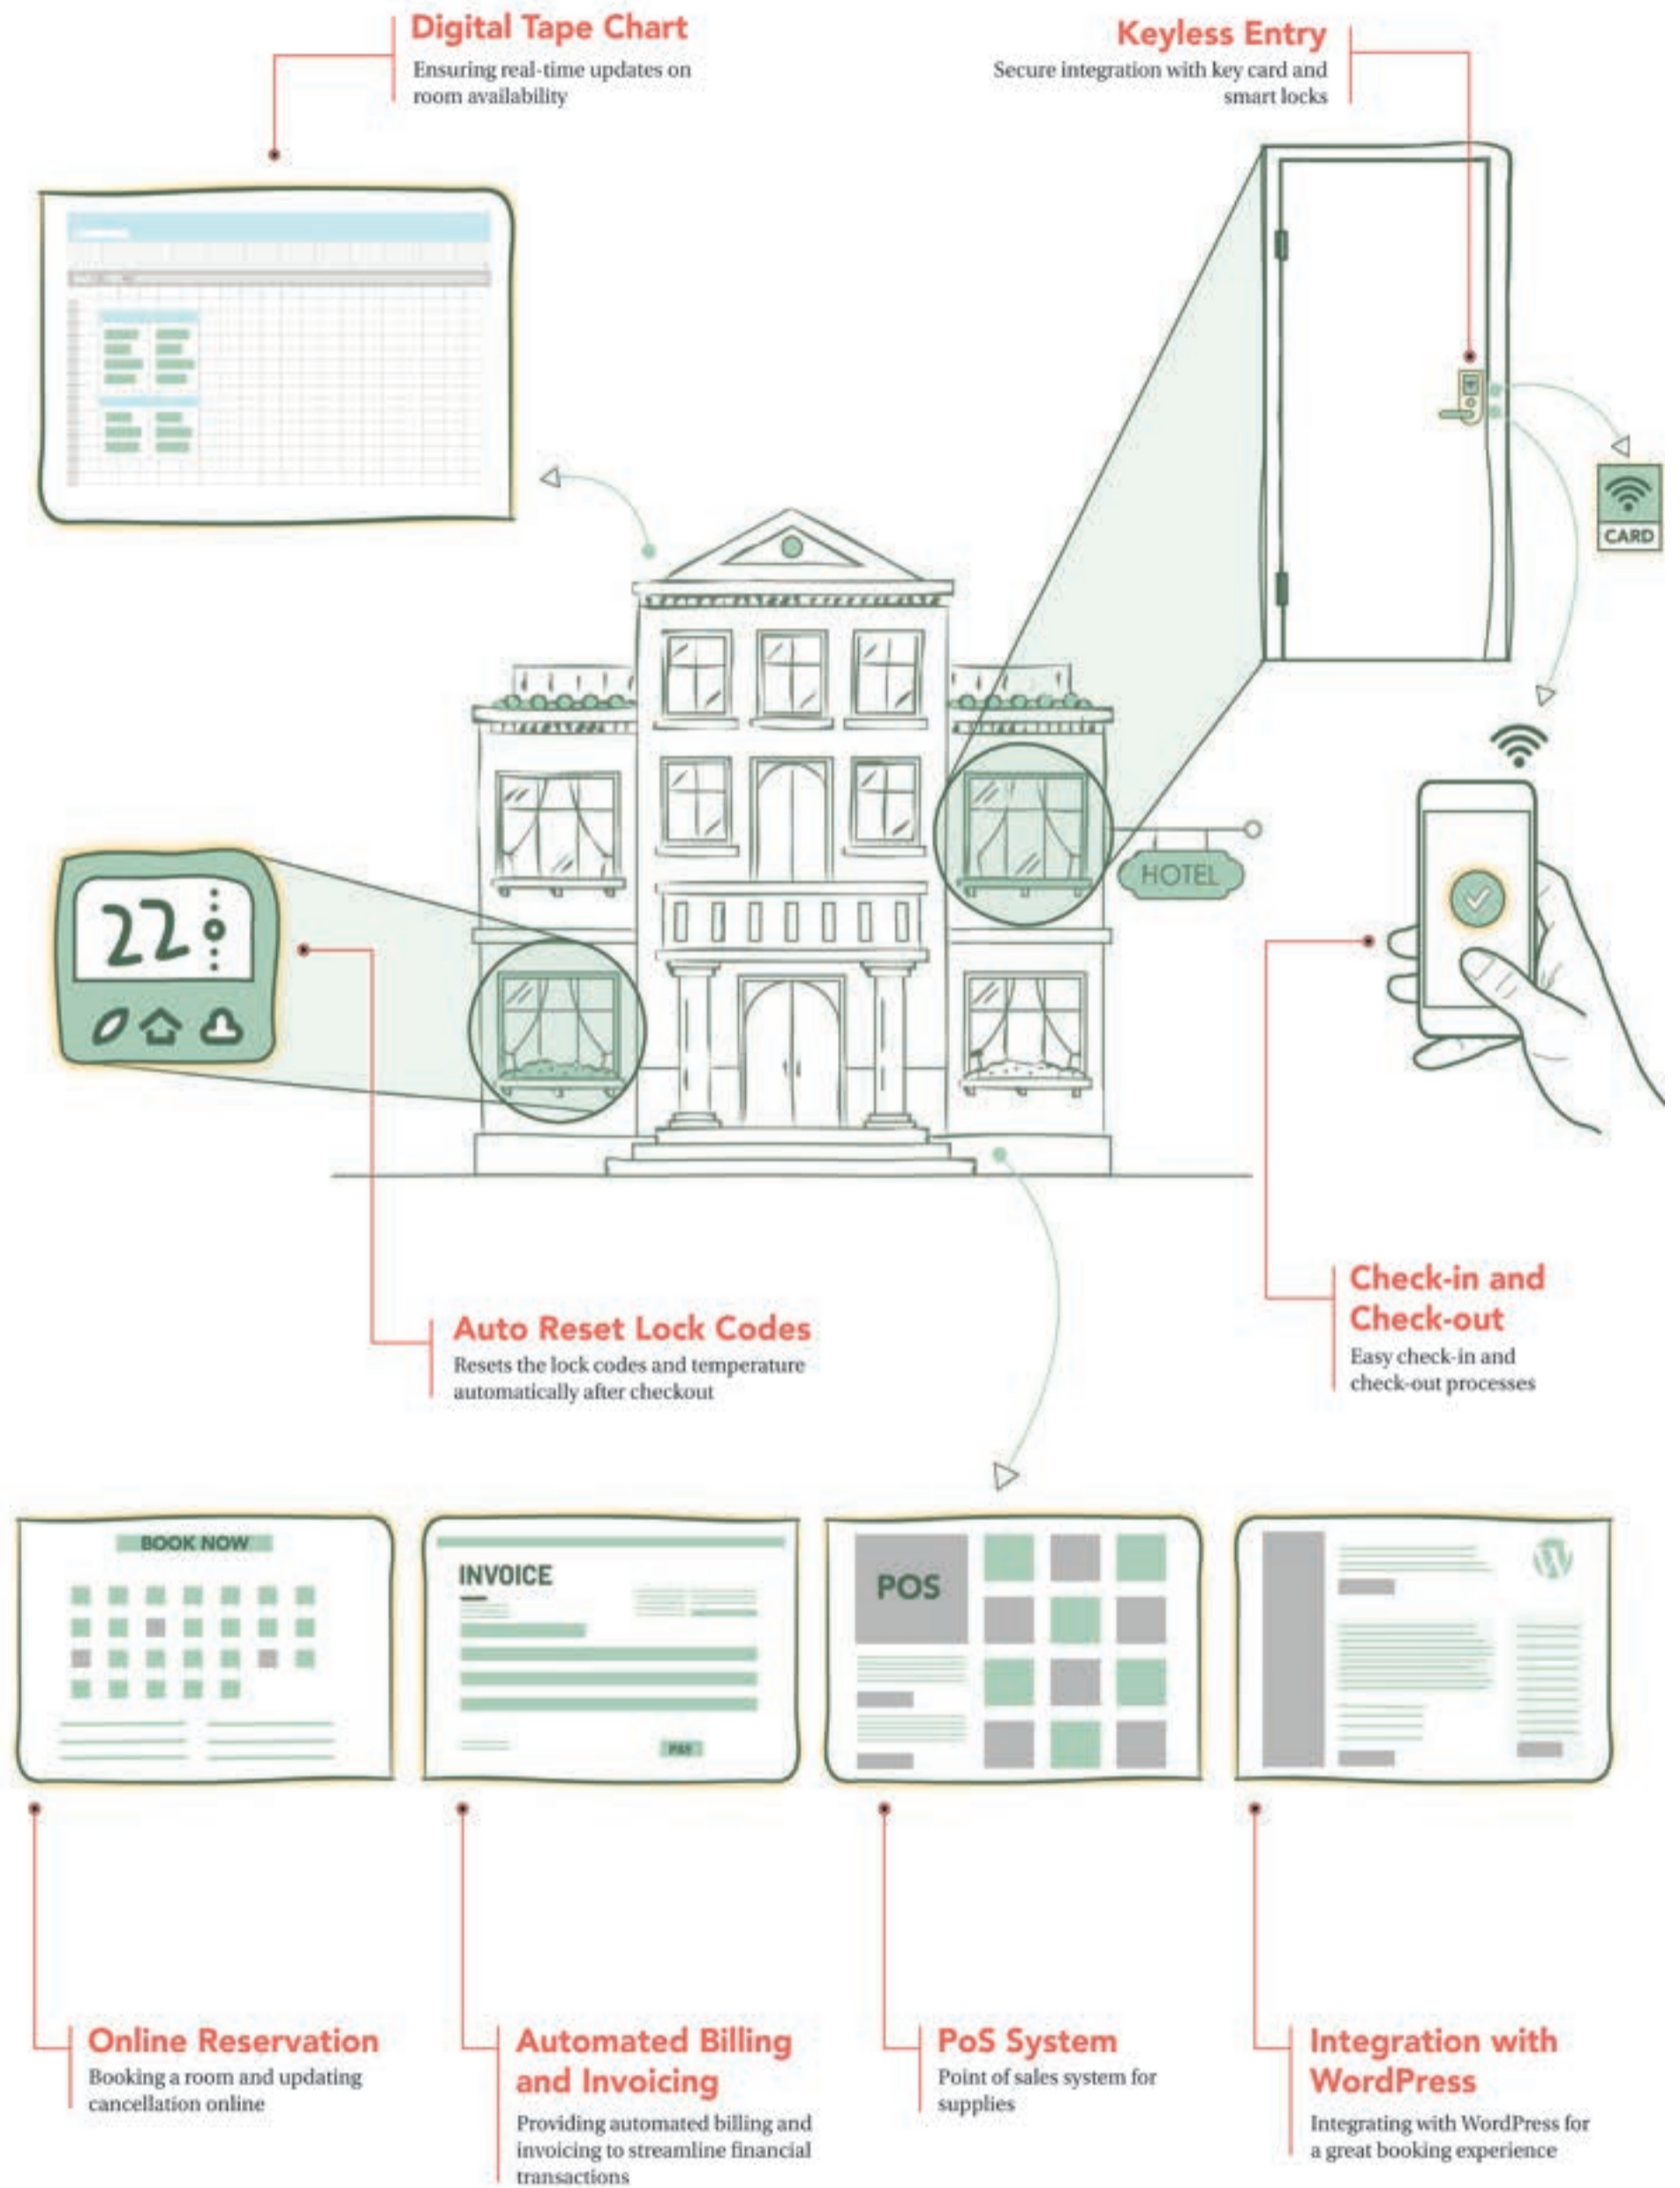 Digital Tape Chart
Ensuring real-time updates on
room availability
Keyless Entry
Secure integration with key card and
smart locks
CARD
HOTEL
22
Auto Reset Lock Codes
Resets the lock codes and temperature
automatically after checkout
Check-in and
Check-out
Easy check-in and
check-out processes
BOOK NOW
INVOICE
POS
Online Reservation
Booking a room and updating
cancellation online
Automated Billing
and Invoicing
Providing automated billing and
invoicing to streamline financial
transactions
PoS System
Point of sales system for
supplies
Integration with
WordPress
Integrating with WordPress for
a great booking experience